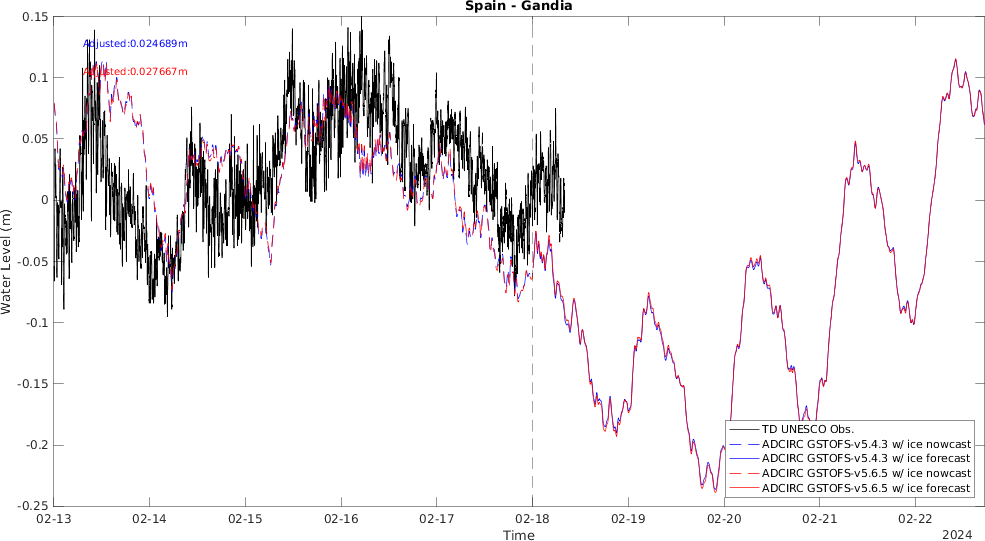 Spain - Gandia
Adjusted:0.024689m
Adjusted:0.027667m
Water Level (m)
0.15
0.1
0.05
0
-0.05
-0.1
-0.15
-0.2
-0.25
TD UNESCO Obs.
ADCIRC GSTOFS-v5.4.3 w/ ice nowcast
ADCIRC GSTOFS-v5.4.3 w/ ice forecast
ADCIRC GSTOFS-v5.6.5 w/ ice nowcast
ADCIRC GSTOFS-v5.6.5 w/ ice forecast
02-13 02-14 02-15 02-16 02-17 02-18 02-19 02-20 02-21 02-22
Time
2024